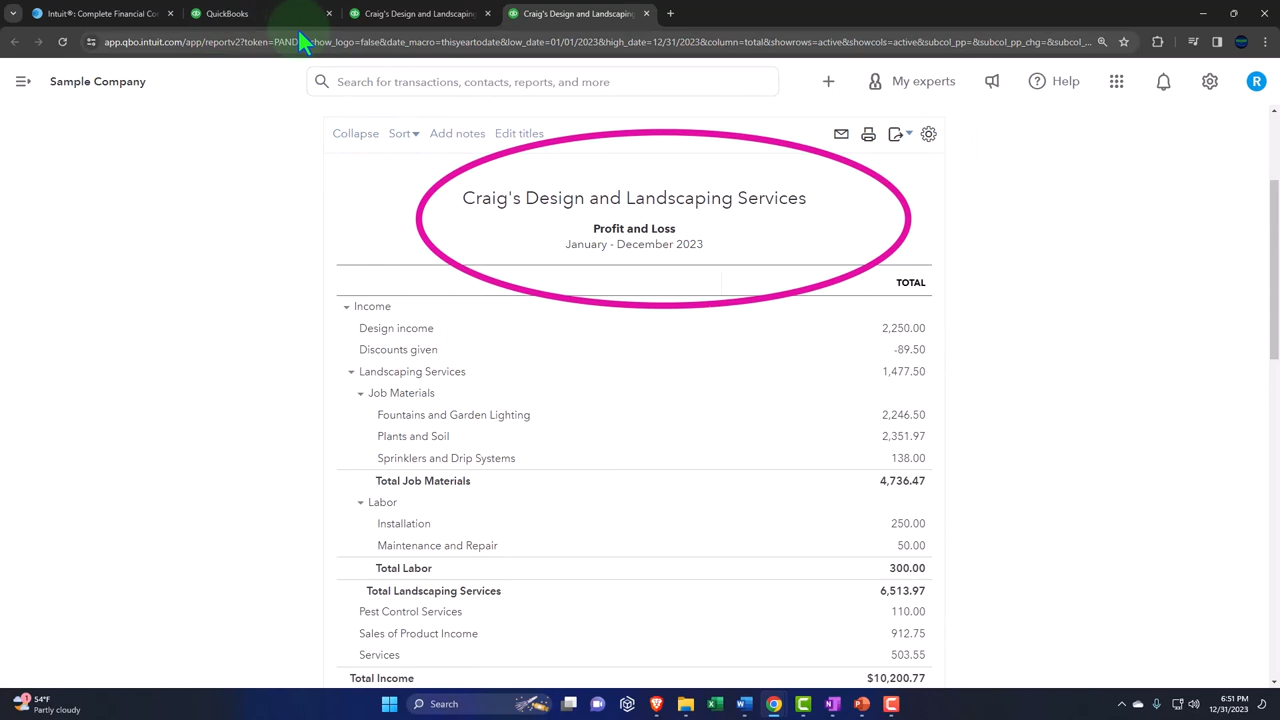 Intuit®: Complete Financial Co
QuickBooks
Craig's Design and Landscaping
Craig's Design and Landscaping
app.qbo.intuit.com/app/reportv2?token=PAND
how_logo=false&date_macro=thisyeartodate&low_date=01/01/2023&high_date=12/31/2023&column=total&showrows=active&showcols=active&subcol_pp=&subcol_pp_chg=&subcol_...
Sample Company
Search for transactions, contacts, reports, and more
My experts
Help
R
Collapse Sort Add notes Edit titles
Craig's Design and Landscaping Services
Profit and Loss
January - December 2023
TOTAL
Income
Design income 2,250.00
Discounts given -89.50
Landscaping Services 1,477.50
Job Materials
Fountains and Garden Lighting 2,246.50
Plants and Soil 2,351.97
Sprinklers and Drip Systems 138.00
Total Job Materials 4,736.47
Labor
Installation 250.00
Maintenance and Repair 50.00
Total Labor 300.00
Total Landscaping Services 6,513.97
Pest Control Services 110.00
Sales of Product Income 912.75
Services 503.55
Total Income $10,200.77
1
54°F
Partly cloudy
Search
6:51 PM
12/31/2023